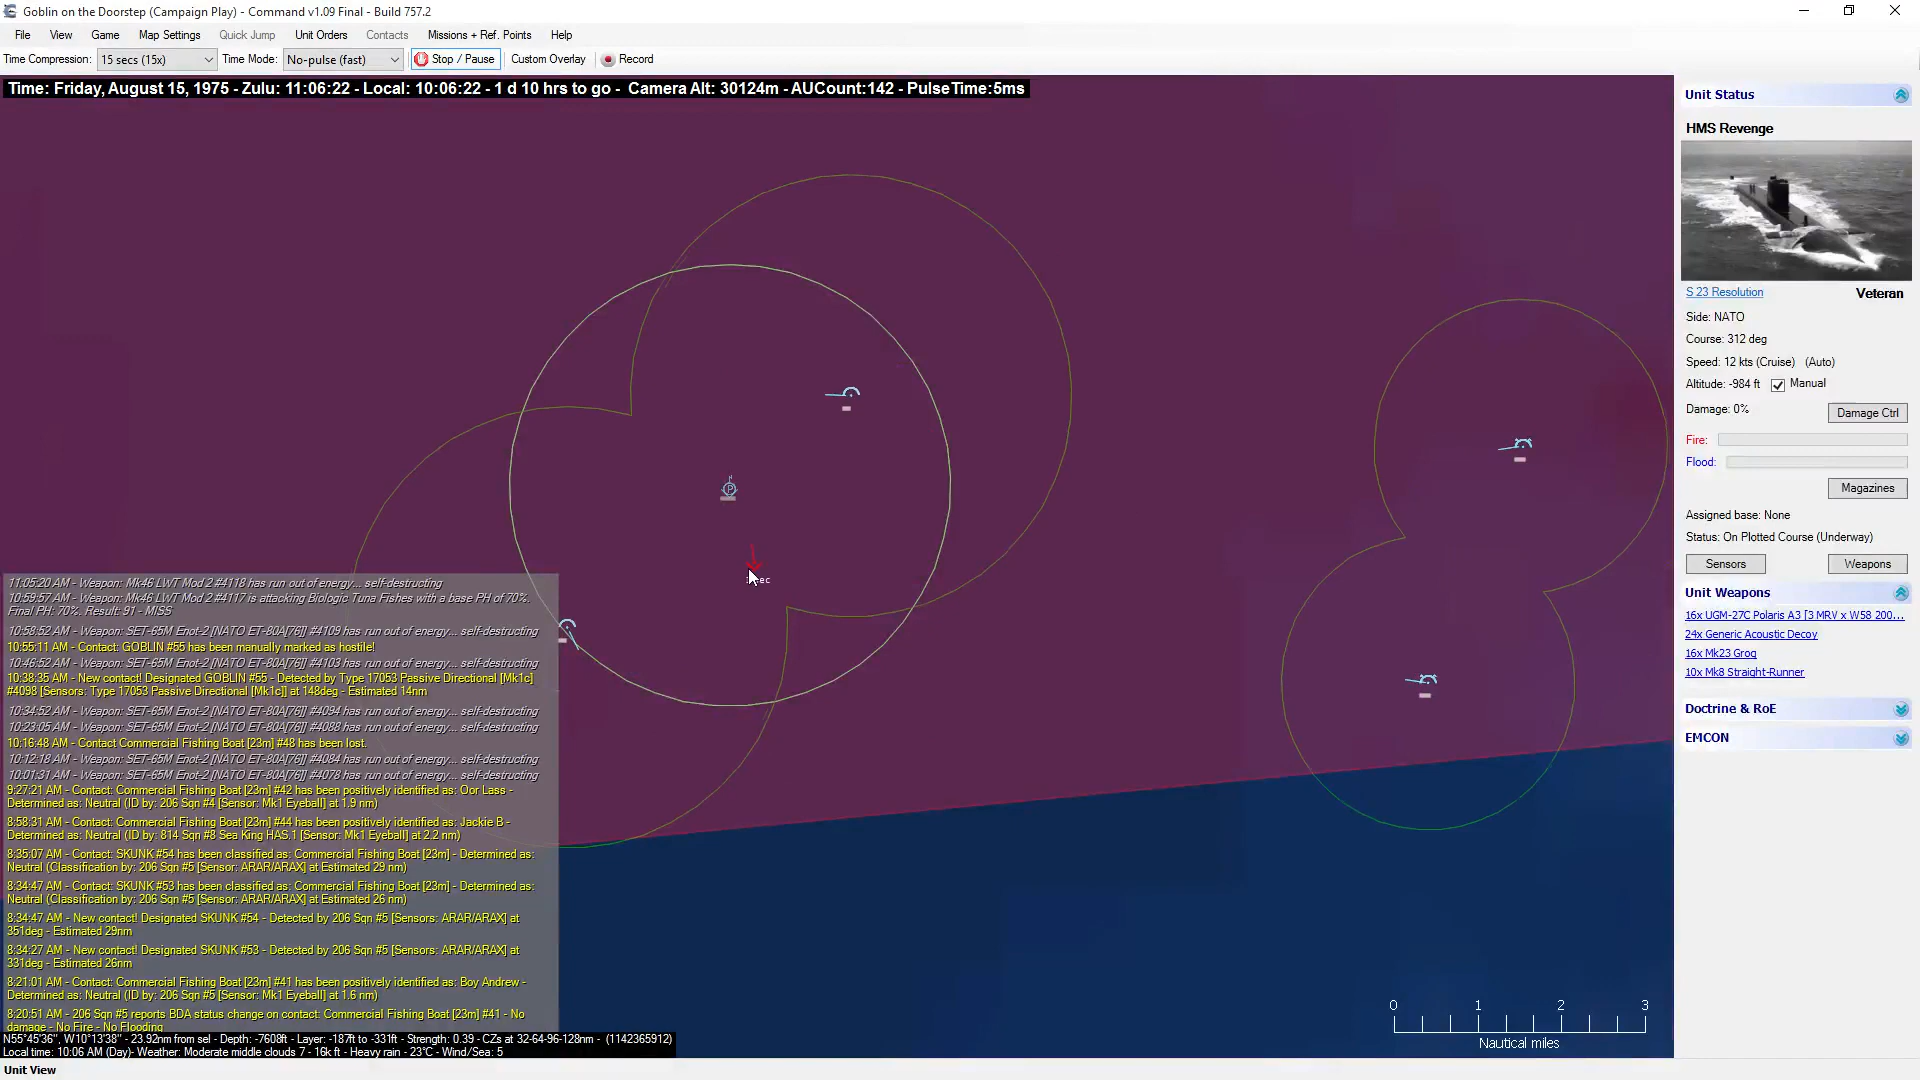 Goblin on the Doorstep (Campaign Play) - Command v1.09 Final - Build 757.2
File View Game Map Settings Quick Jump Unit Orders Contacts Missions + Ref. Points Help
Time Compression: 15 secs (15x) Time Mode: No-pulse (fast) Stop / Pause Custom Overlay Record
Time: Friday, August 15, 1975 - Zulu: 11:06:22 - Local: 10:06:22 - 1 d 10 hrs to go - Camera Alt: 30124m - AUCount:142 - PulseTime:5ms
11:05:20 AM - Weapon: Mk46 LWT Mod 2 #4118 has run out of energy... self-destructing
10:59:57 AM - Weapon: Mk46 LWT Mod 2 #4117 is attacking Biologic Tuna Fishes with a base PH of 70%.
Final PH: 70%. Result: 91 - MISS
10:58:52 AM - Weapon: SET-65M Enot-2 [NATO ET-80A[76]] #4109 has run out of energy... self-destructing
10:55:11 AM - Contact: GOBLIN #55 has been manually marked as hostile!
10:46:52 AM - Weapon: SET-65M Enot-2 [NATO ET-80A[76]] #4103 has run out of energy... self-destructing
10:38:35 AM - New contact! Designated GOBLIN #55 - Detected by Type 17053 Passive Directional [Mk1c]
#4098 [Sensors: Type 17053 Passive Directional [Mk1c]] at 148deg - Estimated 14nm
10:34:52 AM - Weapon: SET-65M Enot-2 [NATO ET-80A[76]] #4094 has run out of energy... self-destructing
10:23:05 AM - Weapon: SET-65M Enot-2 [NATO ET-80A[76]] #4088 has run out of energy... self-destructing
10:16:48 AM - Contact Commercial Fishing Boat [23m] #48 has been lost.
10:12:18 AM - Weapon: SET-65M Enot-2 [NATO ET-80A[76]] #4084 has run out of energy... self-destructing
10:01:31 AM - Weapon: SET-65M Enot-2 [NATO ET-80A[76]] #4078 has run out of energy... self-destructing
9:27:21 AM - Contact: Commercial Fishing Boat [23m] #42 has been positively identified as: Oor Lass -
Determined as: Neutral (ID by: 206 Sqn #4 [Sensor: Mk1 Eyeball] at 1.9 nm)
8:58:31 AM - Contact: Commercial Fishing Boat [23m] #44 has been positively identified as: Jackie B -
Determined as: Neutral (ID by: 814 Sqn #8 Sea King HAS.1 [Sensor: Mk1 Eyeball] at 2.2 nm)
8:35:07 AM - Contact: SKUNK #54 has been classified as: Commercial Fishing Boat [23m] - Determined as:
Neutral (Classification by: 206 Sqn #5 [Sensor: ARAR/ARAX] at Estimated 29 nm)
8:34:47 AM - Contact: SKUNK #53 has been classified as: Commercial Fishing Boat [23m] - Determined as:
Neutral (Classification by: 206 Sqn #5 [Sensor: ARAR/ARAX] at Estimated 26 nm)
8:34:47 AM - New contact! Designated SKUNK #54 - Detected by 206 Sqn #5 [Sensors: ARAR/ARAX] at
351deg - Estimated 29nm
8:34:27 AM - New contact! Designated SKUNK #53 - Detected by 206 Sqn #5 [Sensors: ARAR/ARAX] at
331deg - Estimated 26nm
8:21:01 AM - Contact: Commercial Fishing Boat [23m] #41 has been positively identified as: Boy Andrew -
Determined as: Neutral (ID by: 206 Sqn #5 [Sensor: Mk1 Eyeball] at 1.6 nm)
8:20:51 AM - 206 Sqn #5 reports BDA status change on contact: Commercial Fishing Boat [23m] #41 - No
damage - No Fire - No Flooding
N55°45'36", W10°13'38" - 23.92nm from sel - Depth: -7608ft - Layer: -187ft to -331ft - Strength: 0.39 - CZs at 32-64-96-128nm - (1142365912)
Local time: 10:06 AM (Day)- Weather: Moderate middle clouds 7 - 16k ft - Heavy rain - 23°C - Wind/Sea: 5
0 1 2 3
Nautical miles
Unit View
Unit Status
HMS Revenge
S 23 Resolution Veteran
Side: NATO
Course: 312 deg
Speed: 12 kts (Cruise) (Auto)
Altitude: -984 ft Manual
Damage: 0% Damage Ctrl
Fire:
Flood:
Magazines
Assigned base: None
Status: On Plotted Course (Underway)
Sensors Weapons
Unit Weapons
16x UGM-27C Polaris A3 [3 MRV x W58 200...
24x Generic Acoustic Decoy
16x Mk23 Grog
10x Mk8 Straight-Runner
Doctrine & RoE
EMCON